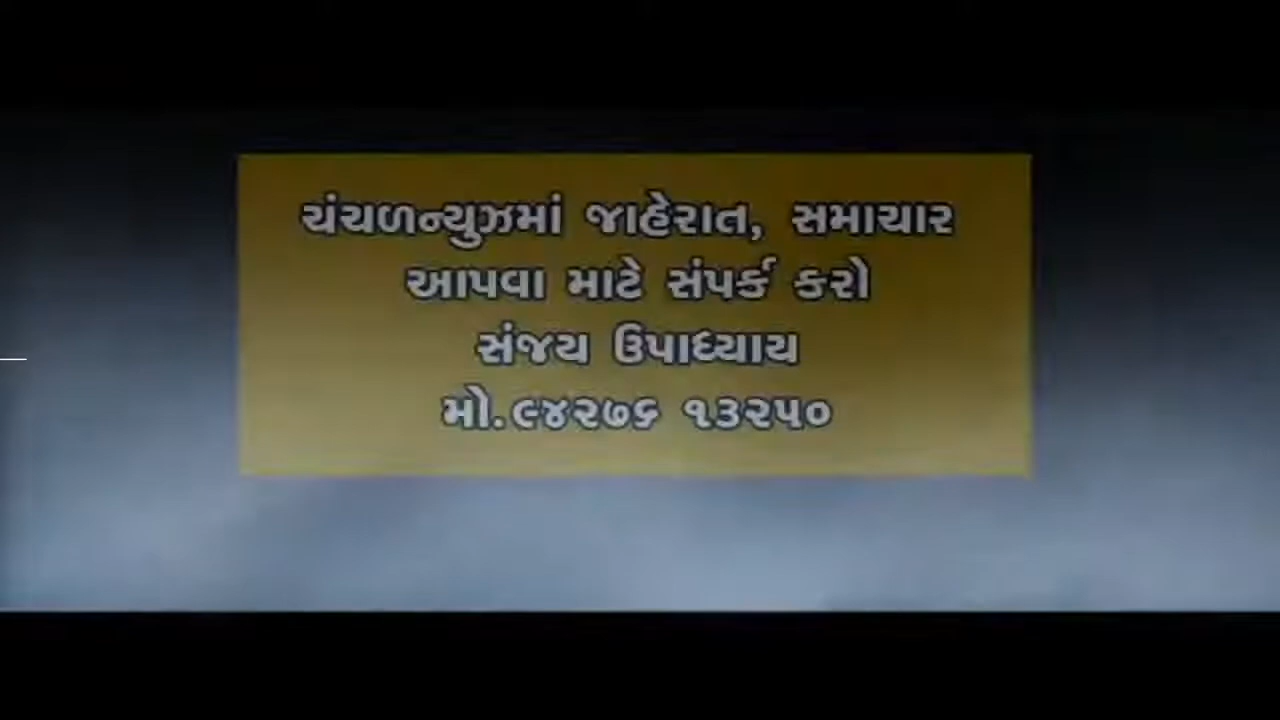 ચંચળન્યુઝમાં જાહેરાત, સમાચાર
આપવા માટે સંપર્ક કરો
સંજય ઉપાધ્યાય
મો.૯૪૨૭૬ ૧૩૨૫૦